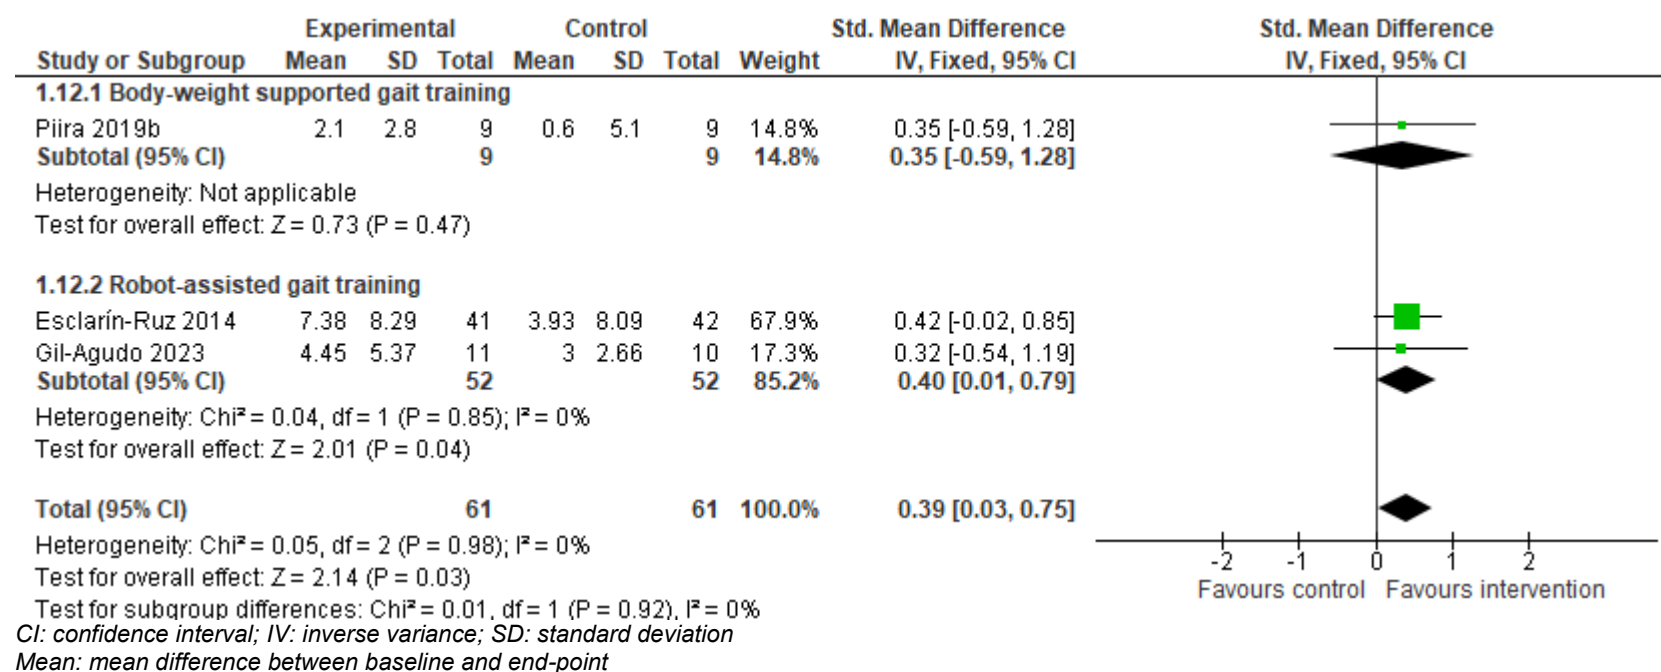 Experimental Control Std. Mean Difference Std. Mean Difference
Study or Subgroup Mean SD Total Mean SD Total Weight IV, Fixed, 95% CI IV, Fixed, 95% CI
1.12.1 Body-weight supported gait training
Piira 2019b 2.1 2.8 9 0.6 5.1 9 14.8% 0.35 [-0.59, 1.28]
Subtotal (95% CI) 9 9 14.8% 0.35 [-0.59, 1.28]
Heterogeneity: Not applicable
Test for overall effect: Z = 0.73 (P = 0.47)
1.12.2 Robot-assisted gait training
Esclarín-Ruz 2014 7.38 8.29 41 3.93 8.09 42 67.9% 0.42 [-0.02, 0.85]
Gil-Agudo 2023 4.45 5.37 11 3 2.66 10 17.3% 0.32 [-0.54, 1.19]
Subtotal (95% CI) 52 52 85.2% 0.40 [0.01, 0.79]
Heterogeneity: Chi² = 0.04, df = 1 (P = 0.85); I² = 0%
Test for overall effect: Z = 2.01 (P = 0.04)
Total (95% CI) 61 61 100.0% 0.39 [0.03, 0.75]
Heterogeneity: Chi² = 0.05, df = 2 (P = 0.98); I² = 0%
Test for overall effect: Z = 2.14 (P = 0.03)
Test for subgroup differences: Chi² = 0.01, df = 1 (P = 0.92), I² = 0%
-2 -1 0 1 2
Favours control Favours intervention
CI: confidence interval; IV: inverse variance; SD: standard deviation
Mean: mean difference between baseline and end-point